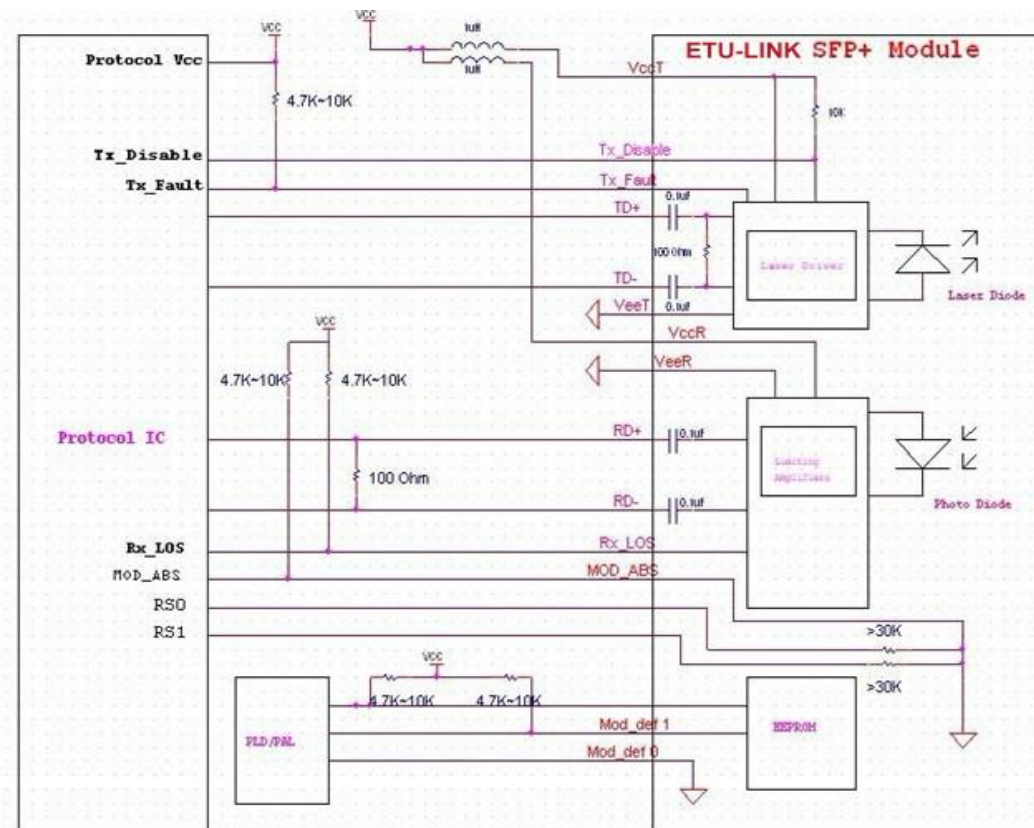 VCC
VCC
1uH
1uH
ETU-LINK SFP+ Module
Protocol Vcc
VccT
4.7K~10K
10K
Tx_Disable
Tx_Disable
Tx_Fault
Tx_Fault
0.1uf
TD+
100 Ohm
Laser Driver
TD-
Laser Diode
VeeT
0.1uf
VCC
VccR
VeeR
4.7K~10K
4.7K~10K
Protocol IC
RD+
0.1uf
100 Ohm
Limiting
Amplifiers
RD-
0.1uf
Photo Diode
Rx_LOS
Rx_LOS
MOD_ABS
MOD_ABS
RS0
RS1
>30K
VCC
>30K
4.7K~10K
4.7K~10K
Mod_def 1
PLD/PAL
EEPROM
Mod_def 0